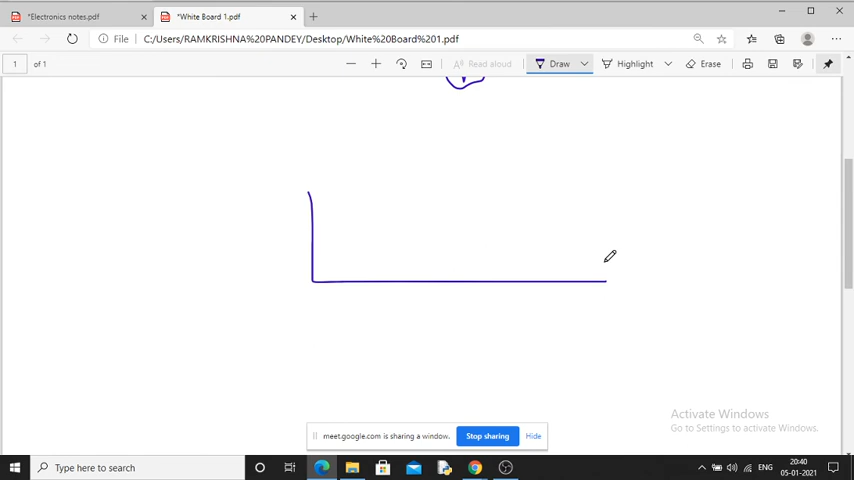 *Electronics notes.pdf
*White Board 1.pdf
File C:/Users/RAMKRISHNA%20PANDEY/Desktop/White%20Board%201.pdf
1 of 1 Read aloud Draw Highlight Erase
Activate Windows
Go to Settings to activate Windows.
meet.google.com is sharing a window. Stop sharing Hide
Type here to search
ENG
20:40
05-01-2021